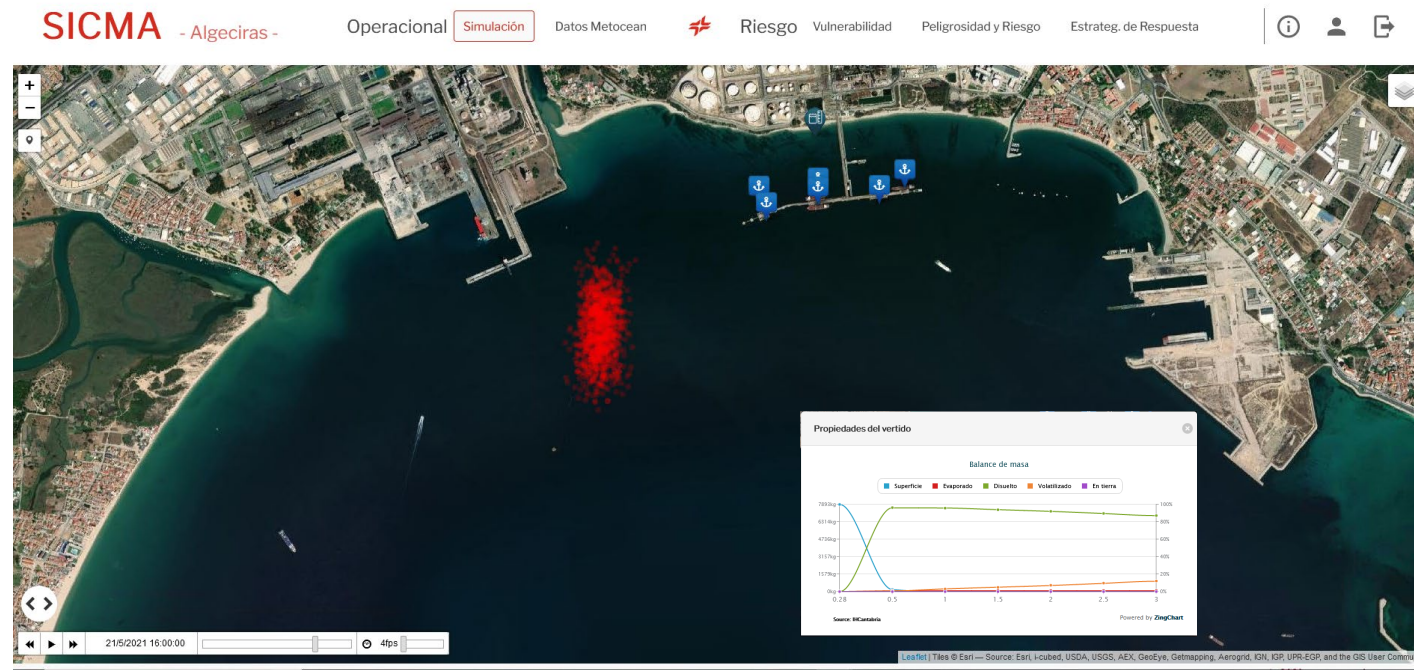 SICMA - Algeciras -
Operacional Simulación Datos Metocean Riesgo Vulnerabilidad Peligrosidad y Riesgo Estrateg. de Respuesta
+
−
Propiedades del vertido
Balance de masa
Superficie Evaporado Disuelto Volatilizado En tierra
7893kg 100%
6314kg 80%
4736kg 60%
3157kg 40%
1579kg 20%
0kg 0%
0.28 0.5 1 1.5 2 2.5 3
Source: IHCantabria Powered by ZingChart
21/5/2021 16:00:00 4fps
Leaflet | Tiles © Esri — Source: Esri, i-cubed, USDA, USGS, AEX, GeoEye, Getmapping, Aerogrid, IGN, IGP, UPR-EGP, and the GIS User Commu